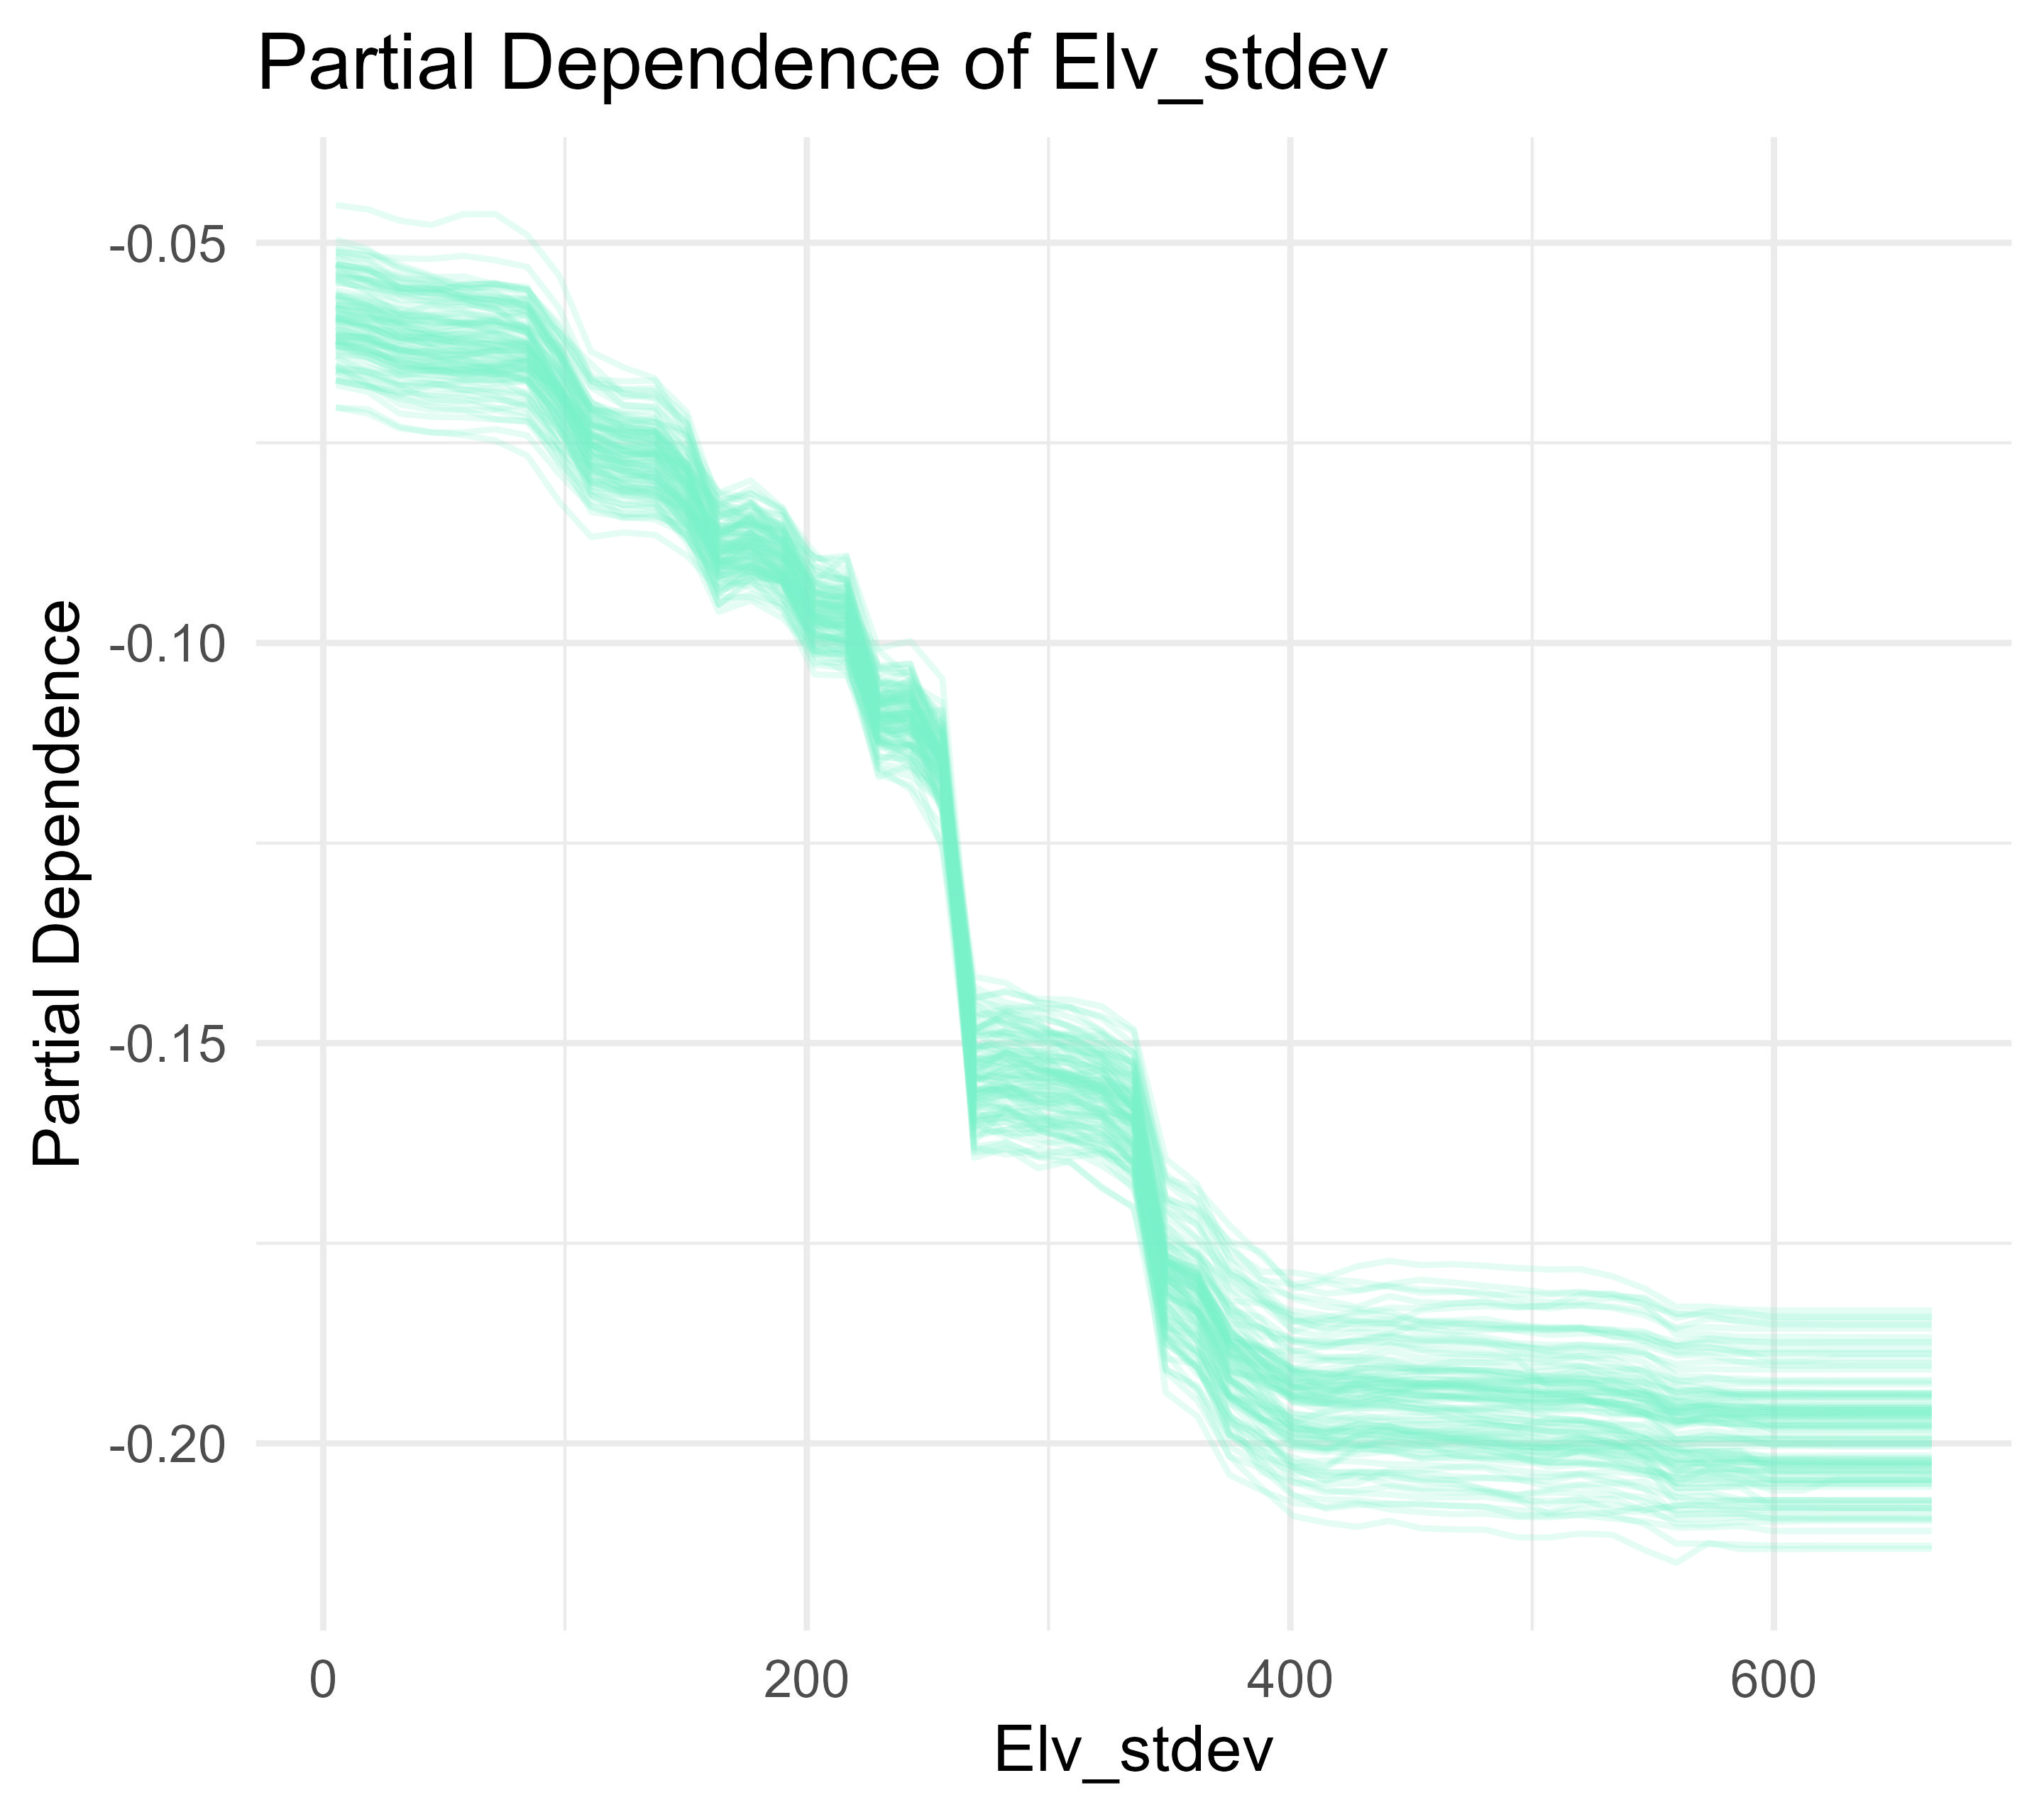 Partial Dependence of Elv_stdev
Partial Dependence
-0.05
-0.10
-0.15
-0.20
0 200 400 600
Elv_stdev